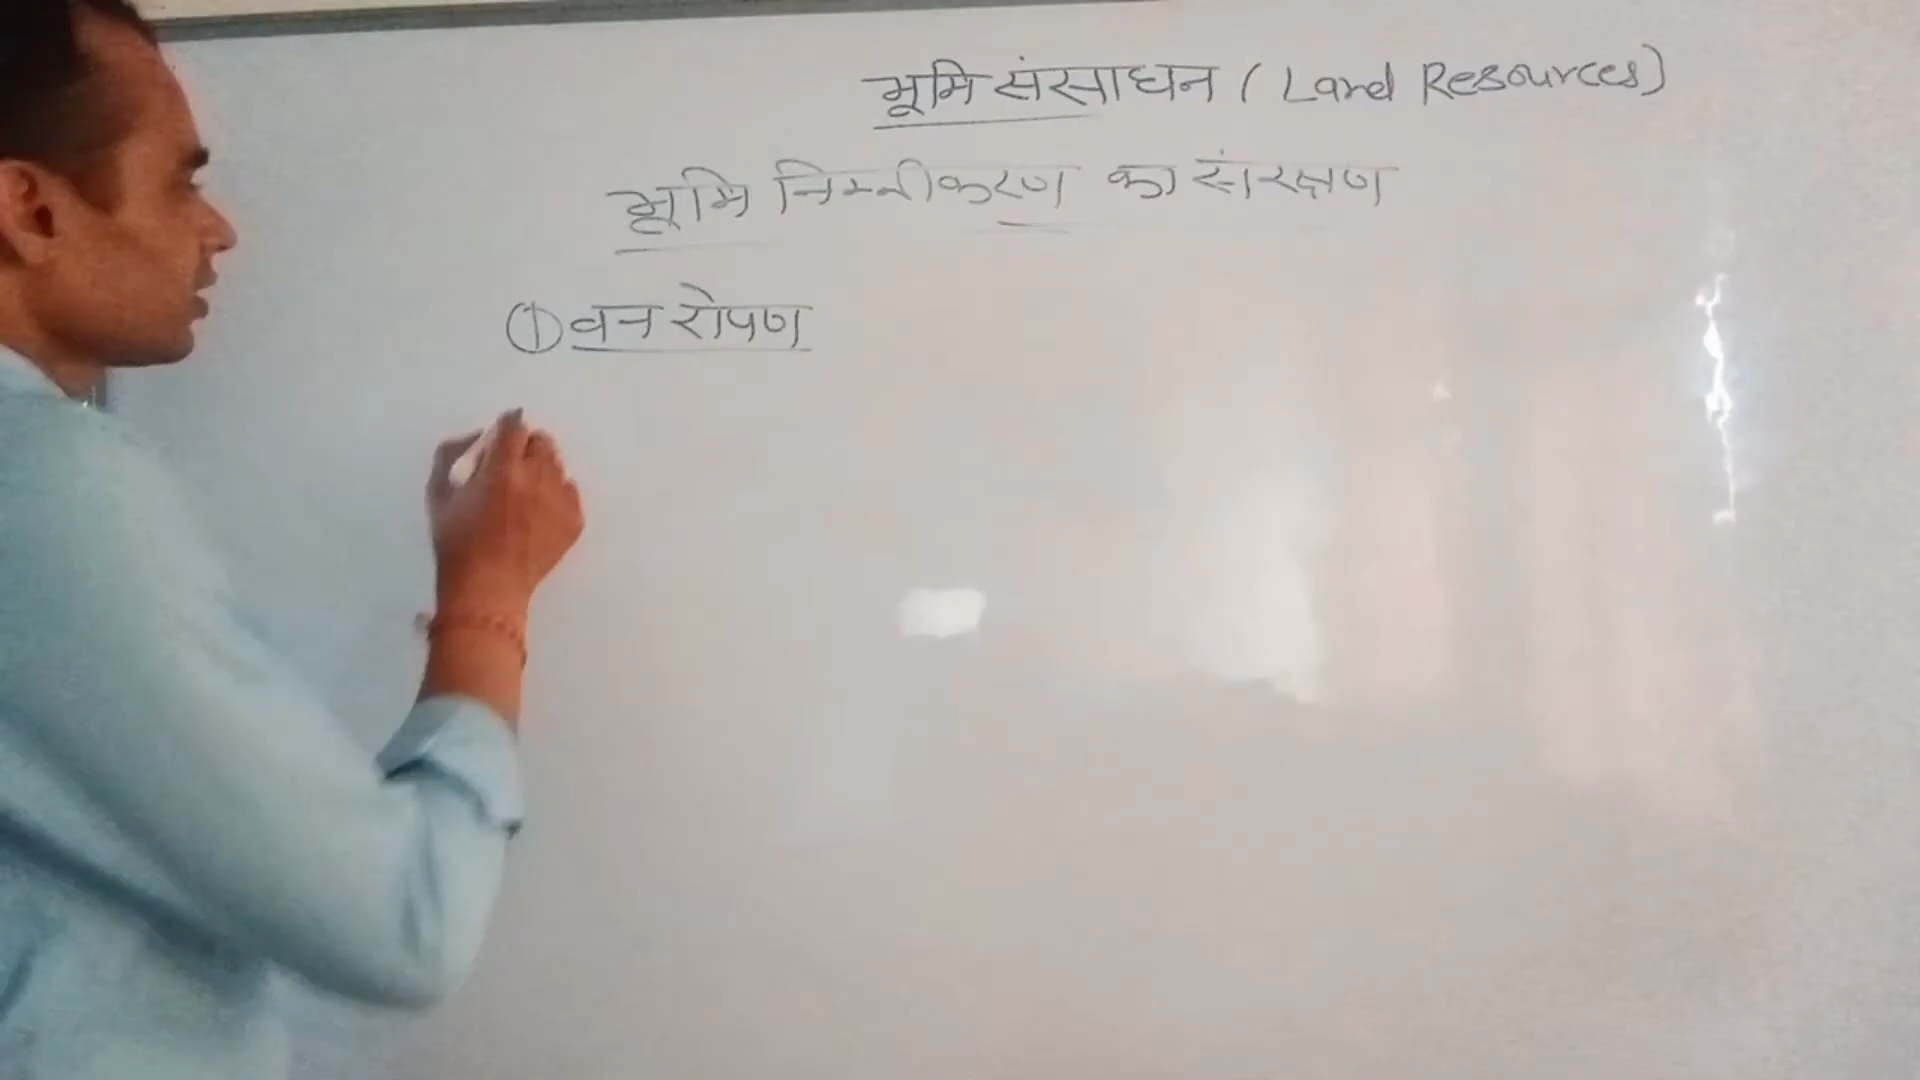 भूमि संसाधन (Land Resources)
भूमि निम्नीकरण का संरक्षण
① वन रोपण